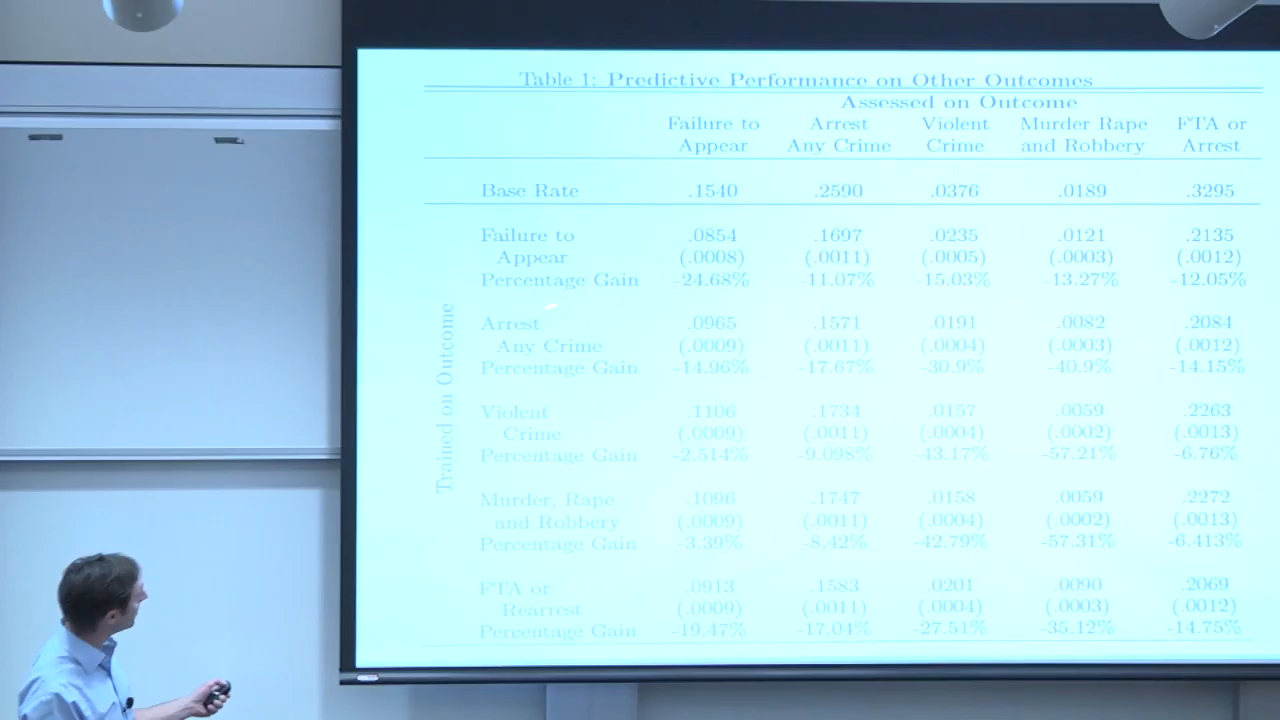 Table 1: Predictive Performance on Other Outcomes
Assessed on Outcome
Failure to Arrest Violent Murder Rape FTA or
Appear Any Crime Crime and Robbery Arrest
Base Rate .1540 .2590 .0376 .0189 .3295
Trained on Outcome
Failure to .0854 .1697 .0235 .0121 .2135
Appear (.0008) (.0011) (.0005) (.0003) (.0012)
Percentage Gain -24.68% -11.07% -15.03% -13.27% -12.05%
Arrest .0965 .1571 .0191 .0082 .2084
Any Crime (.0009) (.0011) (.0004) (.0003) (.0012)
Percentage Gain -14.96% -17.67% -30.9% -40.9% -14.15%
Violent .1106 .1734 .0157 .0059 .2263
Crime (.0009) (.0011) (.0004) (.0002) (.0013)
Percentage Gain -2.514% -9.098% -43.17% -57.21% -6.76%
Murder, Rape .1096 .1747 .0158 .0059 .2272
and Robbery (.0009) (.0011) (.0004) (.0002) (.0013)
Percentage Gain -3.39% -8.42% -42.79% -57.31% -6.413%
FTA or .0913 .1583 .0201 .0090 .2069
Rearrest (.0009) (.0011) (.0004) (.0003) (.0012)
Percentage Gain -19.47% -17.04% -27.51% -35.12% -14.75%